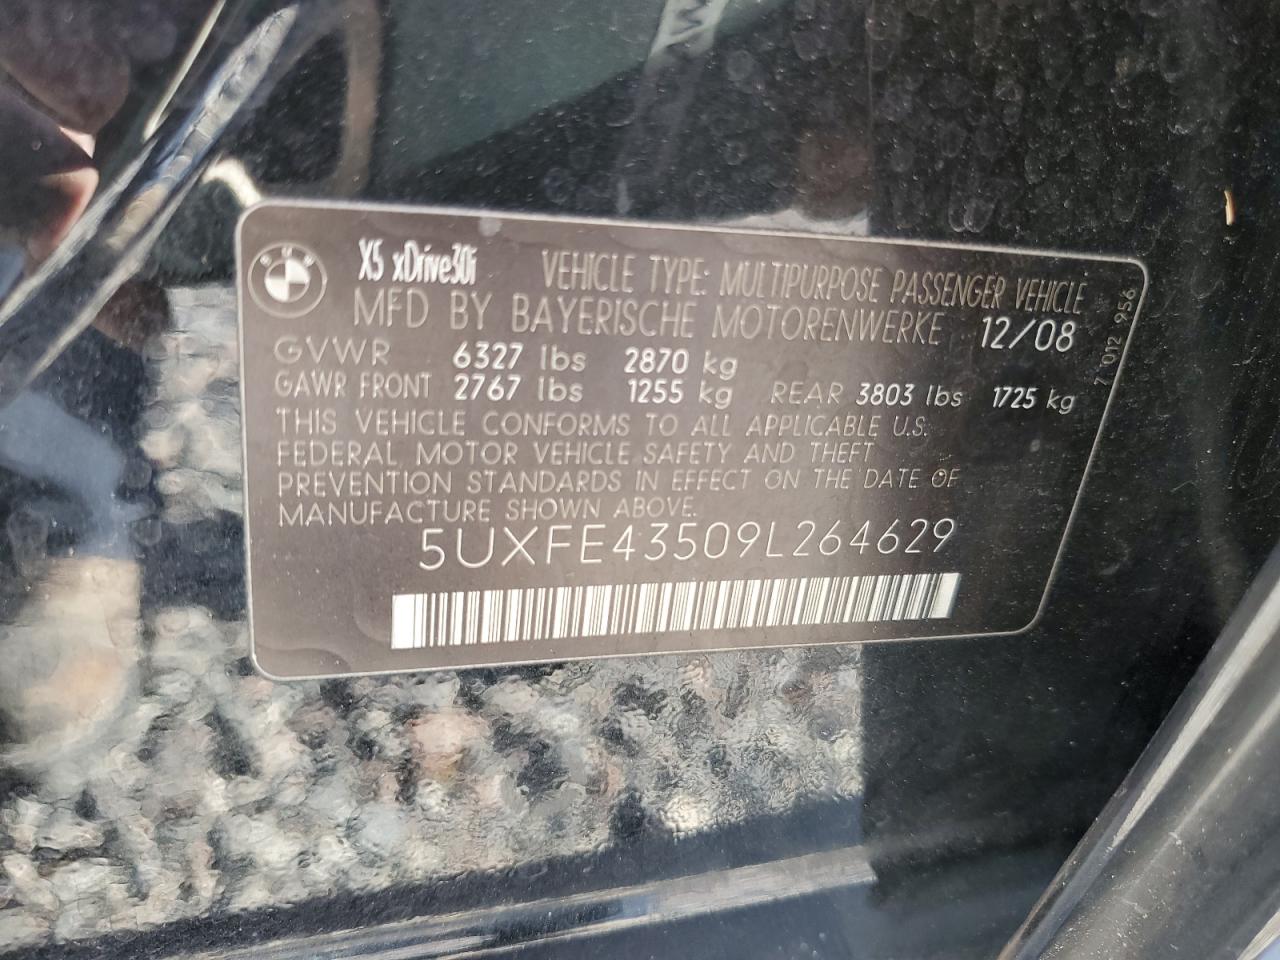 BMW
X5 xDrive30i VEHICLE TYPE: MULTIPURPOSE PASSENGER VEHICLE
MFD BY BAYERISCHE MOTORENWERKE 12/08
GVWR 6327 lbs 2870 kg
GAWR FRONT 2767 lbs 1255 kg REAR 3803 lbs 1725 kg
THIS VEHICLE CONFORMS TO ALL APPLICABLE U.S.
FEDERAL MOTOR VEHICLE SAFETY AND THEFT
PREVENTION STANDARDS IN EFFECT ON THE DATE OF
MANUFACTURE SHOWN ABOVE.
5UXFE43509L264629
7 012 956